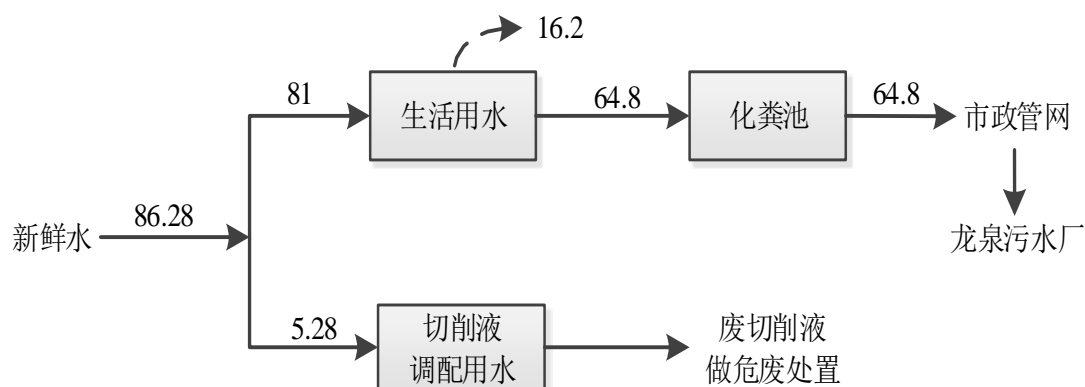 16.2
81
生活用水
64.8
化粪池
64.8
市政管网
新鲜水
86.28
龙泉污水厂
5.28
切削液
调配用水
废切削液
做危废处置